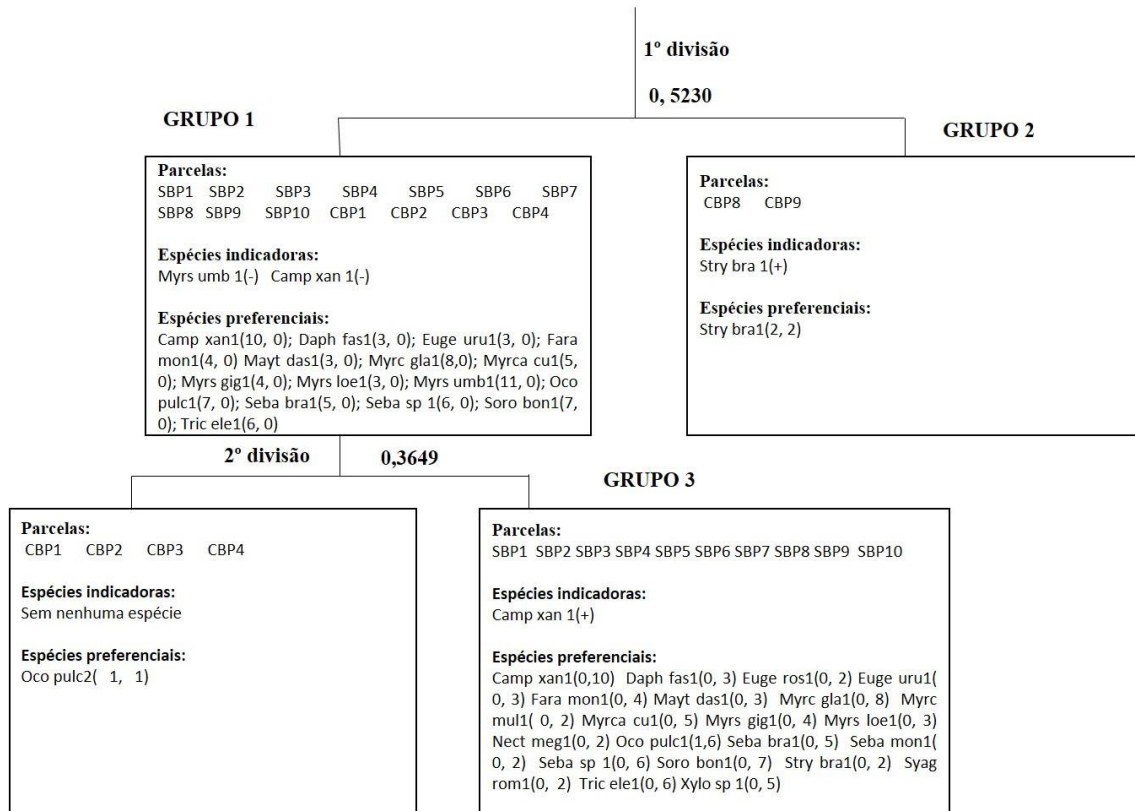 1º divisão
0, 5230
GRUPO 1
Parcelas:
SBP1 SBP2 SBP3 SBP4 SBP5 SBP6 SBP7
SBP8 SBP9 SBP10 CBP1 CBP2 CBP3 CBP4
Espécies indicadoras:
Myrs umb 1(-) Camp xan 1(-)
Espécies preferenciais:
Camp xan1(10, 0); Daph fas1(3, 0); Euge uru1(3, 0); Fara
mon1(4, 0) Mayt das1(3, 0); Myrc gla1(8,0); Myrca cu1(5,
0); Myrs gig1(4, 0); Myrs loe1(3, 0); Myrs umb1(11, 0); Oco
pulc1(7, 0); Seba bra1(5, 0); Seba sp 1(6, 0); Soro bon1(7,
0); Tric ele1(6, 0)
GRUPO 2
Parcelas:
CBP8 CBP9
Espécies indicadoras:
Stry bra 1(+)
Espécies preferenciais:
Stry bra1(2, 2)
2º divisão 0,3649
Parcelas:
CBP1 CBP2 CBP3 CBP4
Espécies indicadoras:
Sem nenhuma espécie
Espécies preferenciais:
Oco pulc2( 1, 1)
GRUPO 3
Parcelas:
SBP1 SBP2 SBP3 SBP4 SBP5 SBP6 SBP7 SBP8 SBP9 SBP10
Espécies indicadoras:
Camp xan 1(+)
Espécies preferenciais:
Camp xan1(0,10) Daph fas1(0, 3) Euge ros1(0, 2) Euge uru1(
0, 3) Fara mon1(0, 4) Mayt das1(0, 3) Myrc gla1(0, 8) Myrc
mul1( 0, 2) Myrca cu1(0, 5) Myrs gig1(0, 4) Myrs loe1(0, 3)
Nect meg1(0, 2) Oco pulc1(1,6) Seba bra1(0, 5) Seba mon1(
0, 2) Seba sp 1(0, 6) Soro bon1(0, 7) Stry bra1(0, 2) Syag
rom1(0, 2) Tric ele1(0, 6) Xylo sp 1(0, 5)